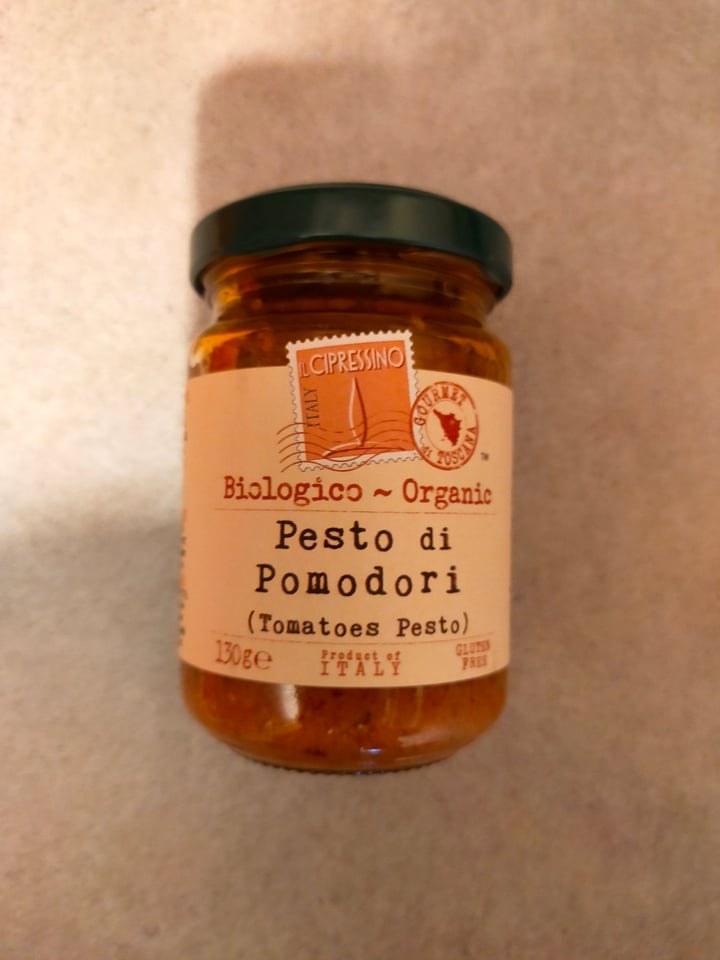 IL CIPRESSINO
ITALY
GOURMET
di TOSCANA
™
Biologico ~ Organic
Pesto di
Pomodori
(Tomatoes Pesto)
130g℮
Product of
ITALY
GLUTEN
FREE